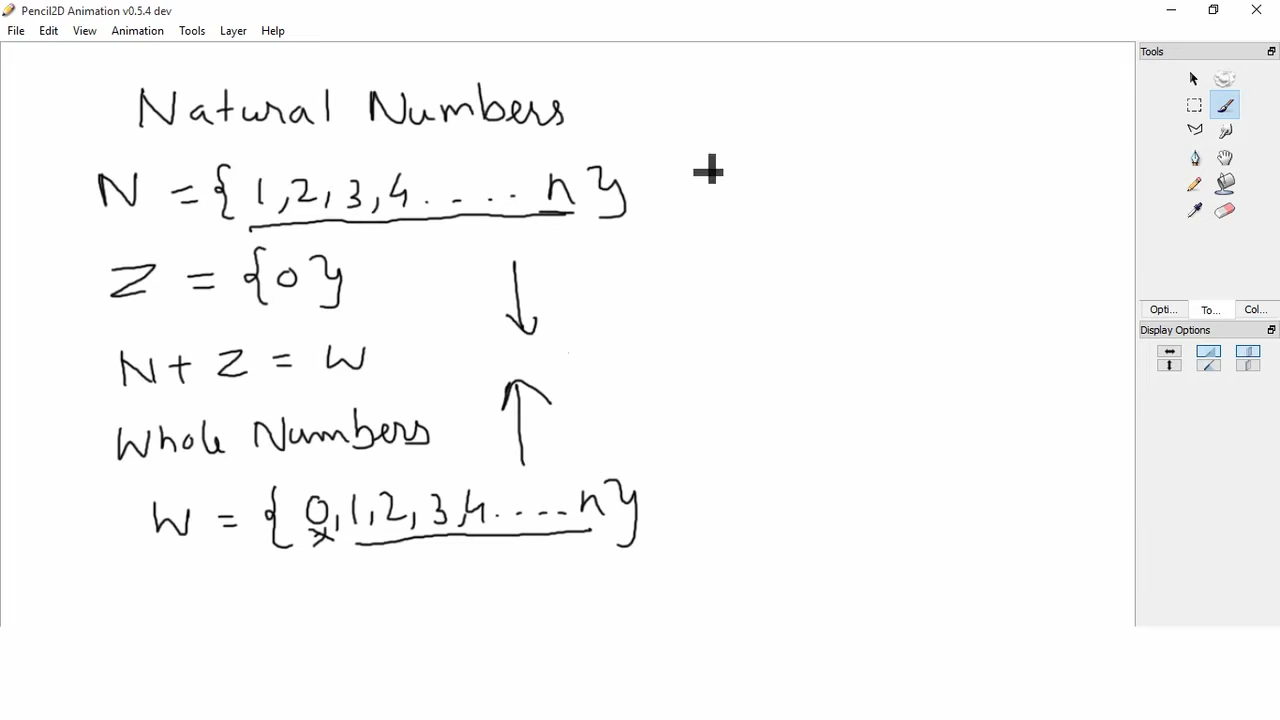 Pencil2D Animation v0.5.4 dev
File Edit View Animation Tools Layer Help
Tools
Natural Numbers
N = { 1, 2, 3, 4 . . . . . n }
Z = { 0 }
N + Z = W
Whole Numbers
W = { 0, 1, 2, 3, 4 . . . . . n }
Opti... To... Col...
Display Options